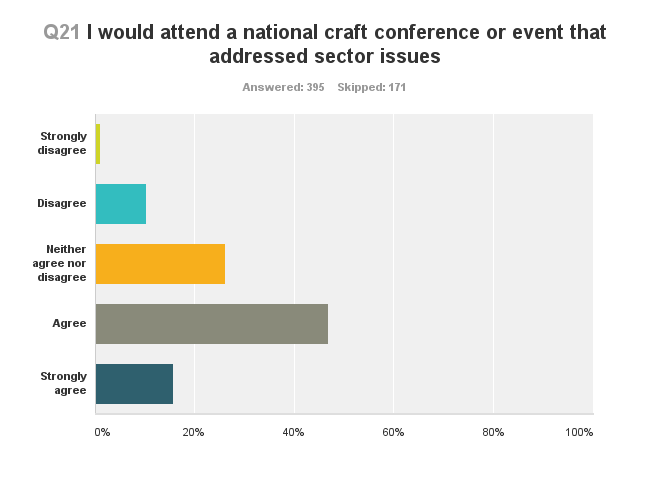 Q21 I would attend a national craft conference or event that
addressed sector issues
Answered: 395 Skipped: 171
Strongly
disagree
Disagree
Neither
agree nor
disagree
Agree
Strongly
agree
0% 20% 40% 60% 80% 100%